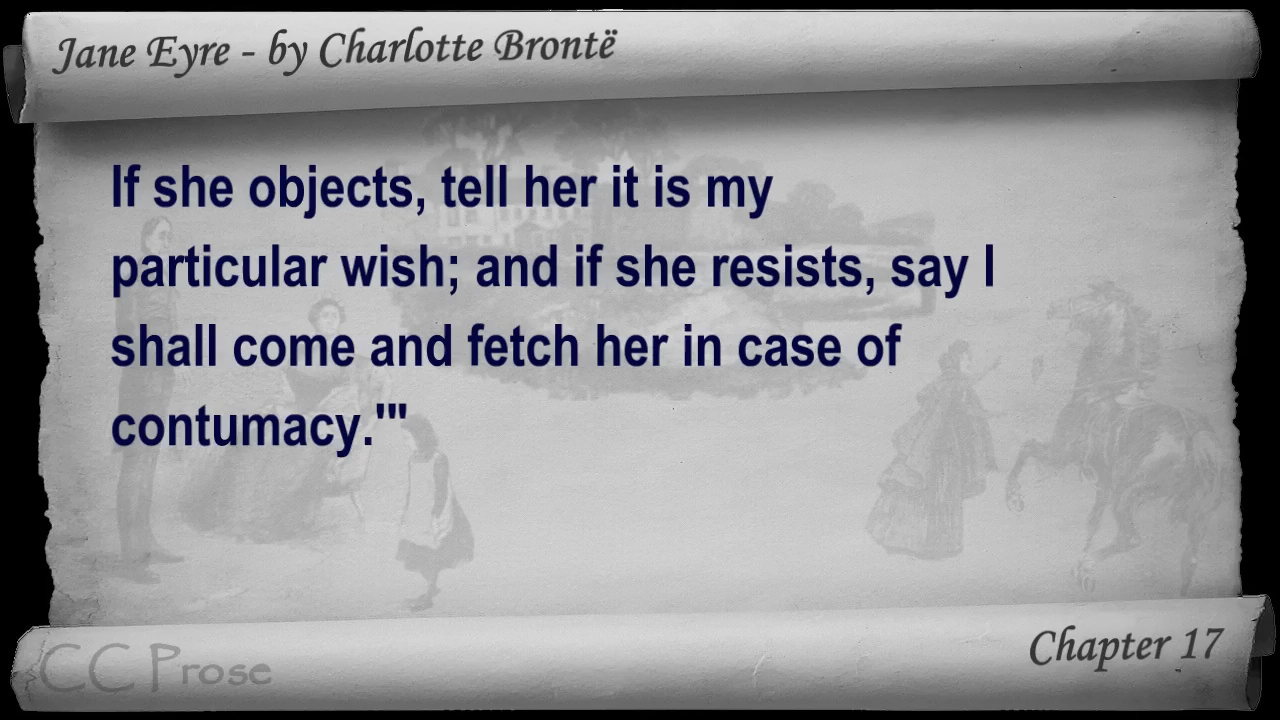 Jane Eyre - by Charlotte Brontë
If she objects, tell her it is my
particular wish; and if she resists, say I
shall come and fetch her in case of
contumacy.'"
Chapter 17
CC Prose